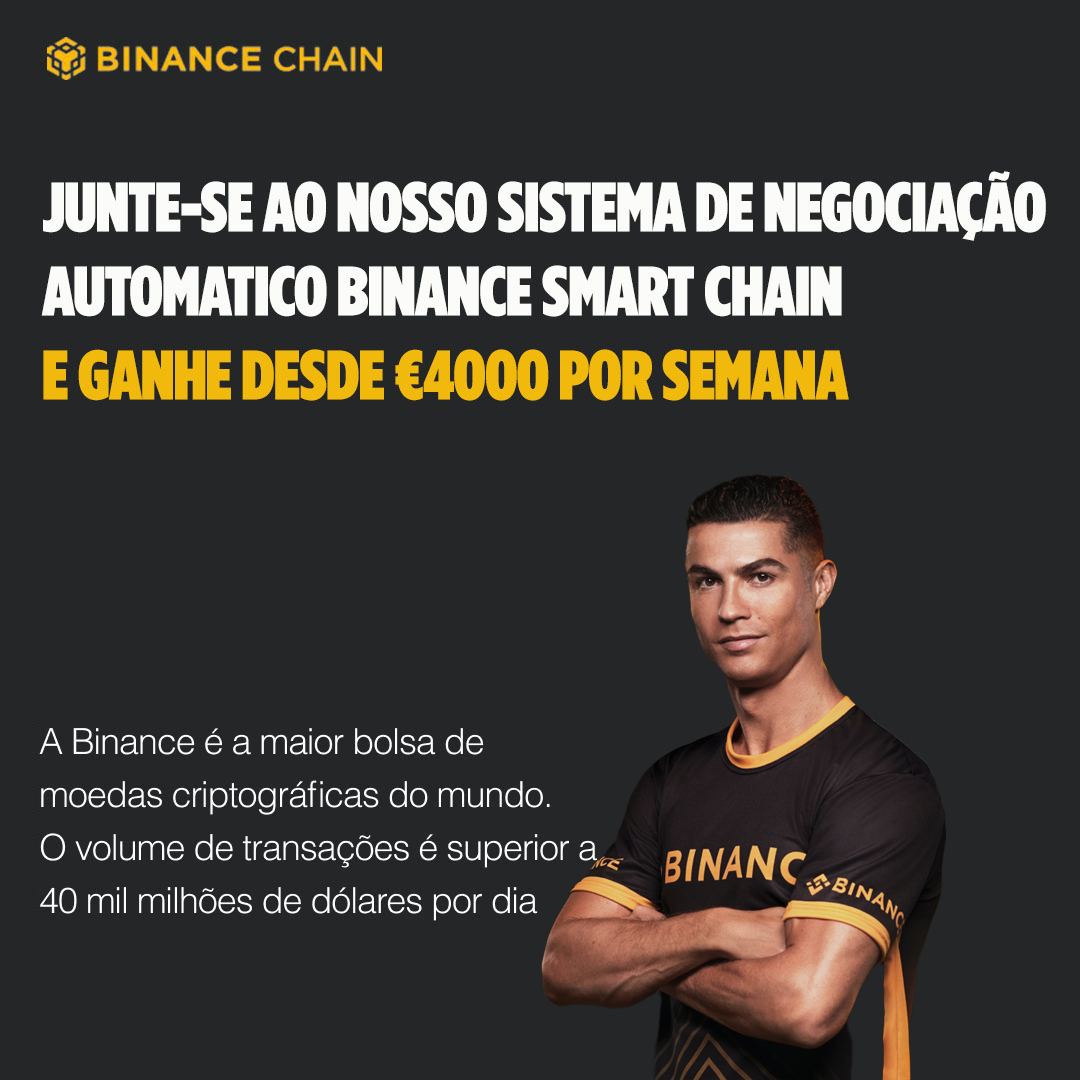 BINANCE CHAIN
JUNTE-SE AO NOSSO SISTEMA DE NEGOCIAÇÃO
AUTOMATICO BINANCE SMART CHAIN
E GANHE DESDE €4000 POR SEMANA
A Binance é a maior bolsa de
moedas criptográficas do mundo.
O volume de transações é superior a
40 mil milhões de dólares por dia
NCE
BINANC
BINANC